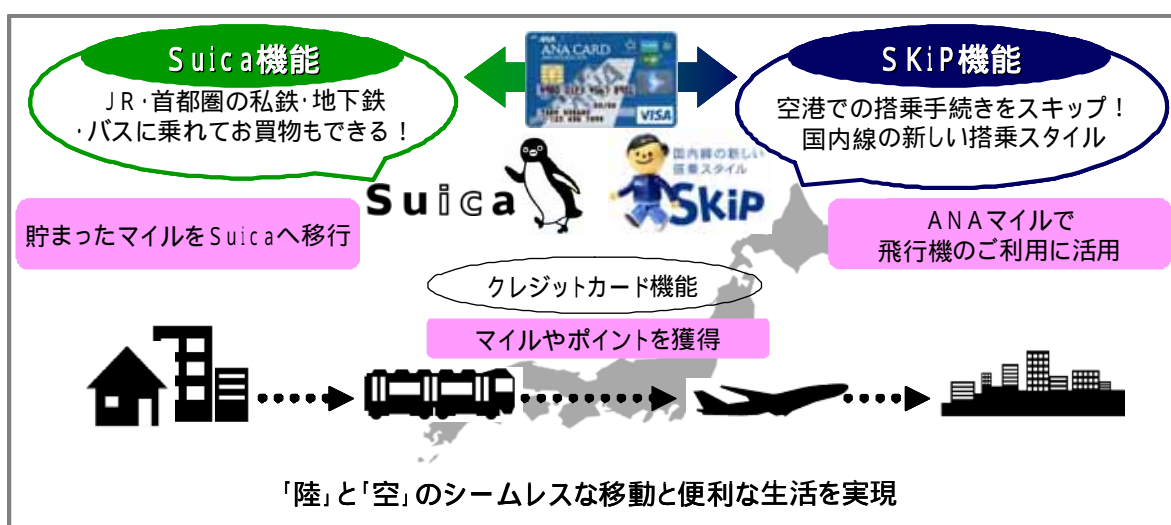 Suica機能
JR・首都圏の私鉄・地下鉄
・バスに乗れてお買物もできる！
ANA CARD
VISA
SKiP機能
空港での搭乗手続きをスキップ！
国内線の新しい搭乗スタイル
Suica
国内線の新しい
搭乗スタイル
SKiP
貯まったマイルをSuicaへ移行
ANAマイルで
飛行機のご利用に活用
クレジットカード機能
マイルやポイントを獲得
「陸」と「空」のシームレスな移動と便利な生活を実現